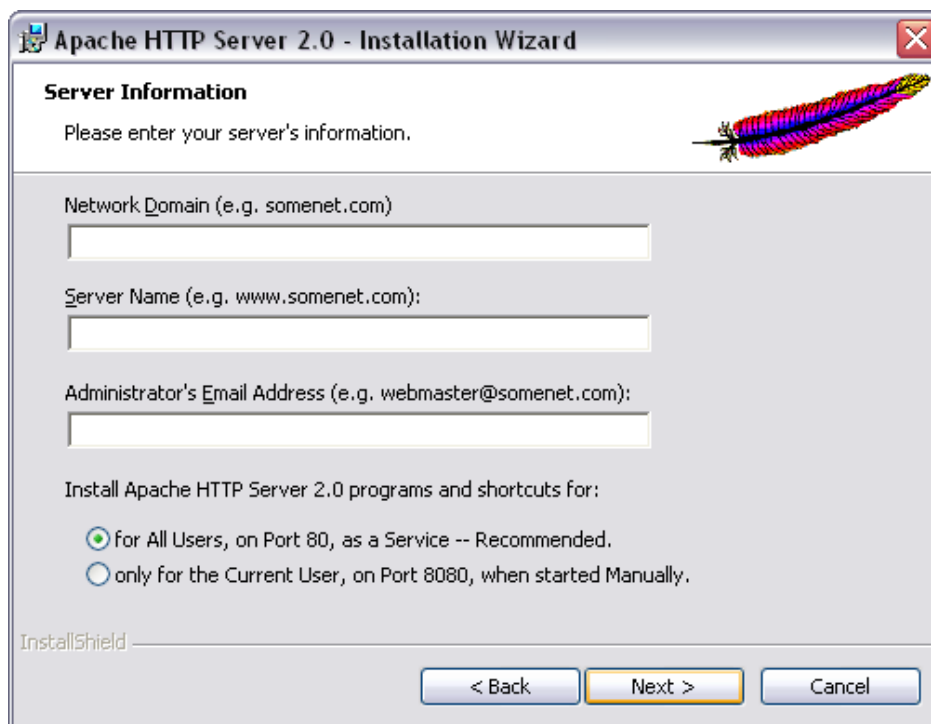 Apache HTTP Server 2.0 - Installation Wizard
Server Information
Please enter your server's information.
Network Domain (e.g. somenet.com)
Server Name (e.g. www.somenet.com):
Administrator's Email Address (e.g. webmaster@somenet.com):
Install Apache HTTP Server 2.0 programs and shortcuts for:
for All Users, on Port 80, as a Service -- Recommended.
only for the Current User, on Port 8080, when started Manually.
InstallShield
< Back Next > Cancel